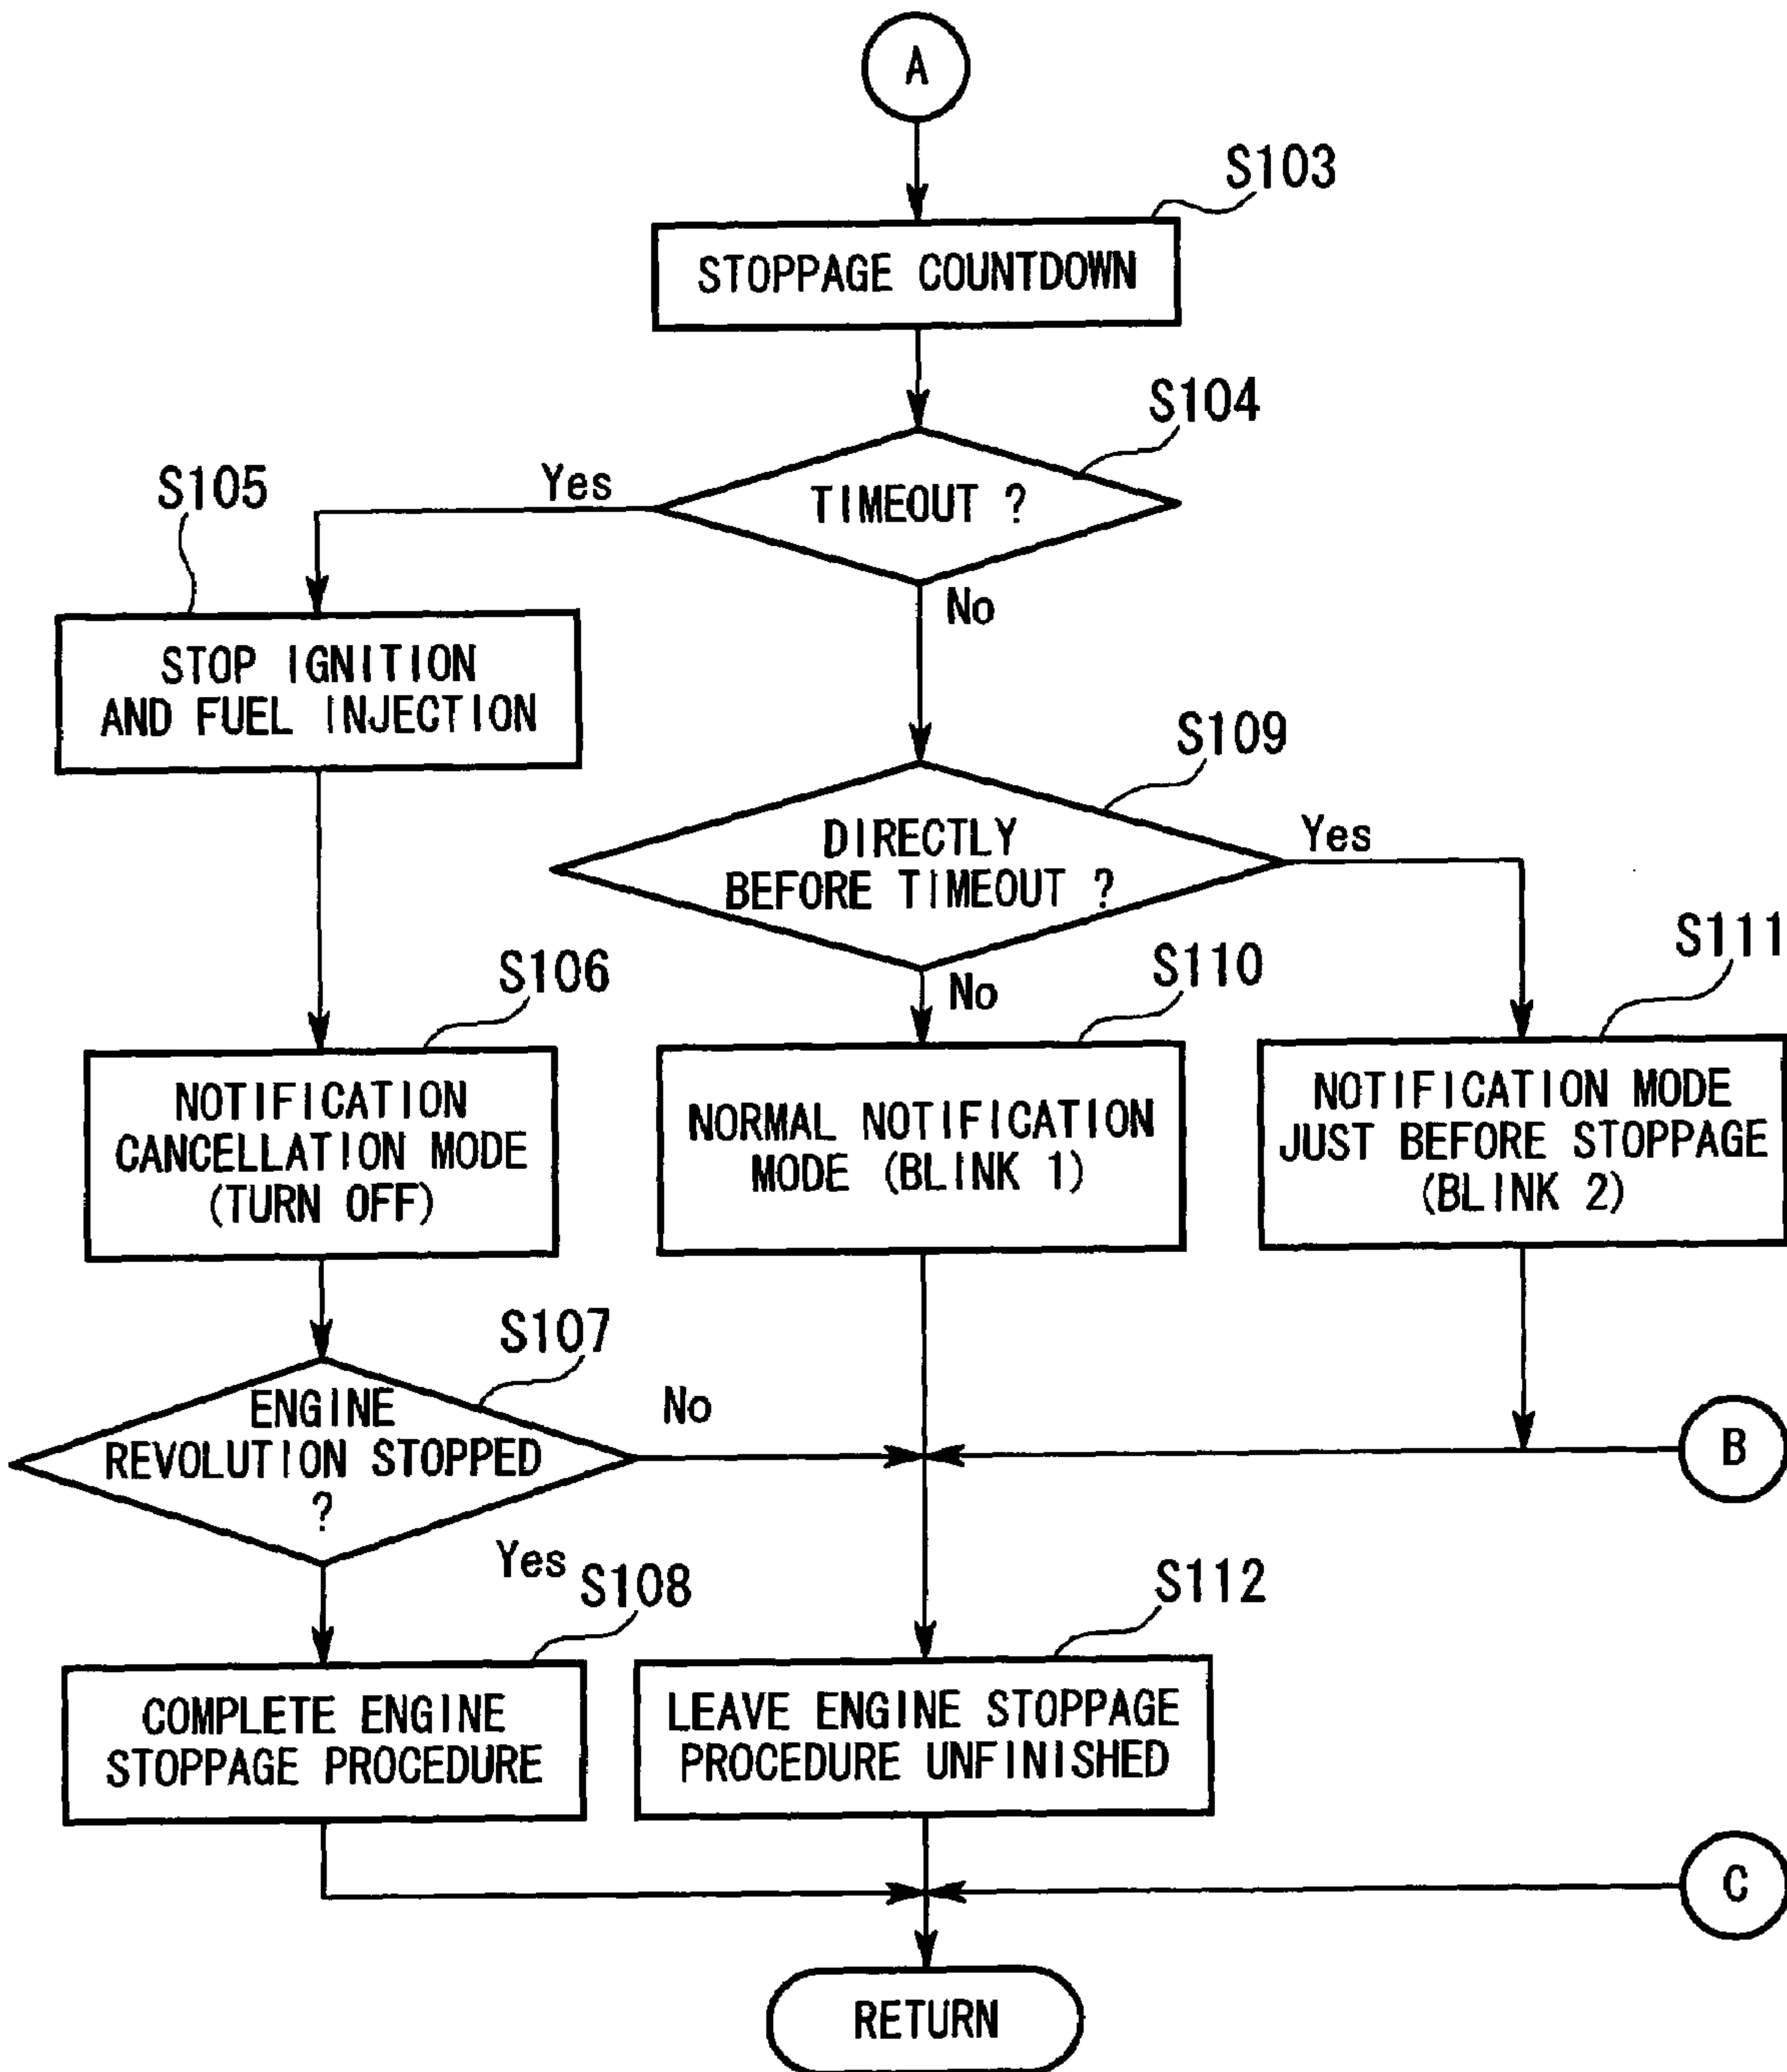 A
S103
STOPPAGE COUNTDOWN
S104
TIMEOUT ?
Yes
No
S105
STOP IGNITION
AND FUEL INJECTION
S109
DIRECTLY
BEFORE TIMEOUT ?
Yes
No
S106
NOTIFICATION
CANCELLATION MODE
(TURN OFF)
S110
NORMAL NOTIFICATION
MODE (BLINK 1)
S111
NOTIFICATION MODE
JUST BEFORE STOPPAGE
(BLINK 2)
S107
ENGINE
REVOLUTION STOPPED
?
No
Yes
B
S108
COMPLETE ENGINE
STOPPAGE PROCEDURE
S112
LEAVE ENGINE STOPPAGE
PROCEDURE UNFINISHED
C
RETURN